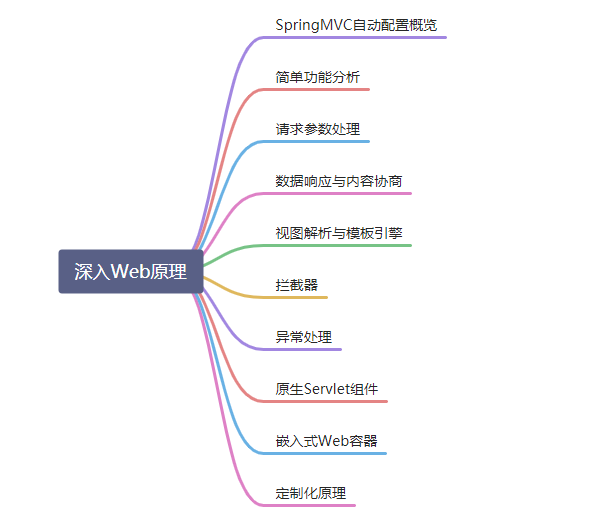 深入Web原理
SpringMVC自动配置概览
简单功能分析
请求参数处理
数据响应与内容协商
视图解析与模板引擎
拦截器
异常处理
原生Servlet组件
嵌入式Web容器
定制化原理